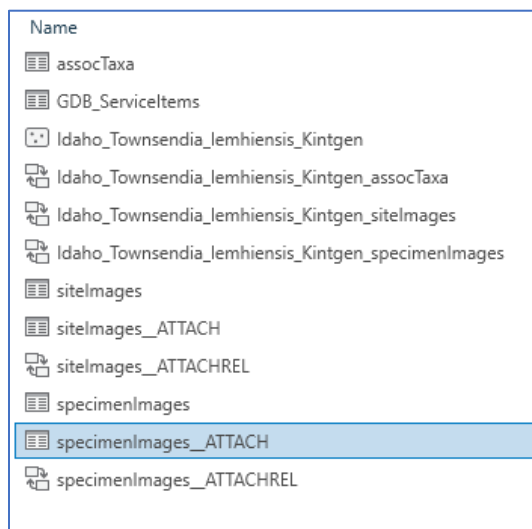 Name
assocTaxa
GDB_ServiceItems
Idaho_Townsendia_lemhiensis_Kintgen
Idaho_Townsendia_lemhiensis_Kintgen_assocTaxa
Idaho_Townsendia_lemhiensis_Kintgen_siteImages
Idaho_Townsendia_lemhiensis_Kintgen_specimenImages
siteImages
siteImages__ATTACH
siteImages__ATTACHREL
specimenImages
specimenImages__ATTACH
specimenImages__ATTACHREL